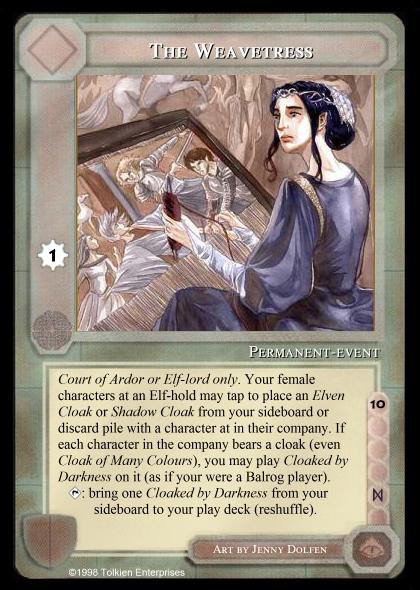 The Weavetress
1
Permanent-event
Court of Ardor or Elf-lord only. Your female
characters at an Elf-hold may tap to place an Elven
Cloak or Shadow Cloak from your sideboard or
discard pile with a character at in their company. If
each character in the company bears a cloak (even
Cloak of Many Colours), you may play Cloaked by
Darkness on it (as if your were a Balrog player).
: bring one Cloaked by Darkness from your
sideboard to your play deck (reshuffle).
10
Art by Jenny Dolfen
©1998 Tolkien Enterprises